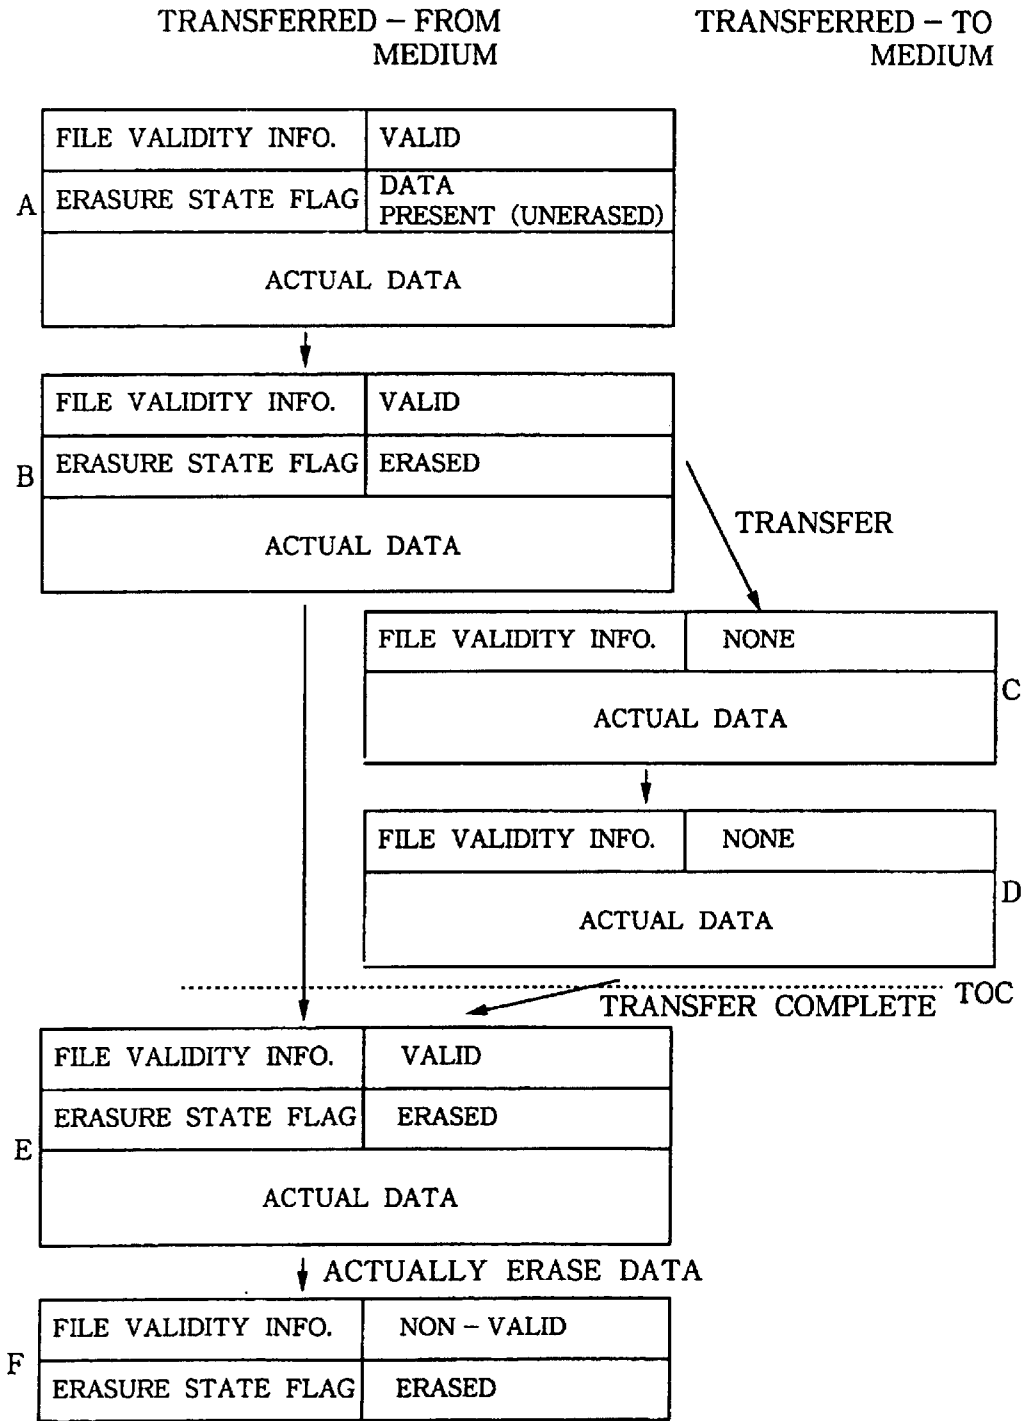 TRANSFERRED – FROM MEDIUM
TRANSFERRED – TO MEDIUM
A
FILE VALIDITY INFO. VALID
ERASURE STATE FLAG DATA PRESENT (UNERASED)
ACTUAL DATA
B
FILE VALIDITY INFO. VALID
ERASURE STATE FLAG ERASED
ACTUAL DATA
TRANSFER
FILE VALIDITY INFO. NONE
C
ACTUAL DATA
FILE VALIDITY INFO. NONE
D
ACTUAL DATA
TRANSFER COMPLETE TOC
FILE VALIDITY INFO. VALID
ERASURE STATE FLAG ERASED
E
ACTUAL DATA
ACTUALLY ERASE DATA
FILE VALIDITY INFO. NON – VALID
F
ERASURE STATE FLAG ERASED